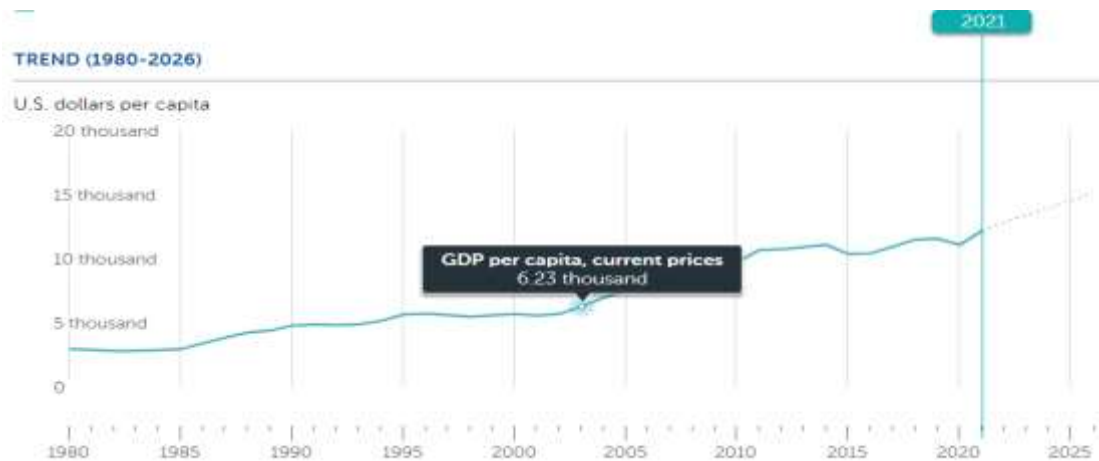 2021
TREND (1980-2026)
U.S. dollars per capita
20 thousand
15 thousand
10 thousand
GDP per capita, current prices
6.23 thousand
5 thousand
0
1980 1985 1990 1995 2000 2005 2010 2015 2020 2025